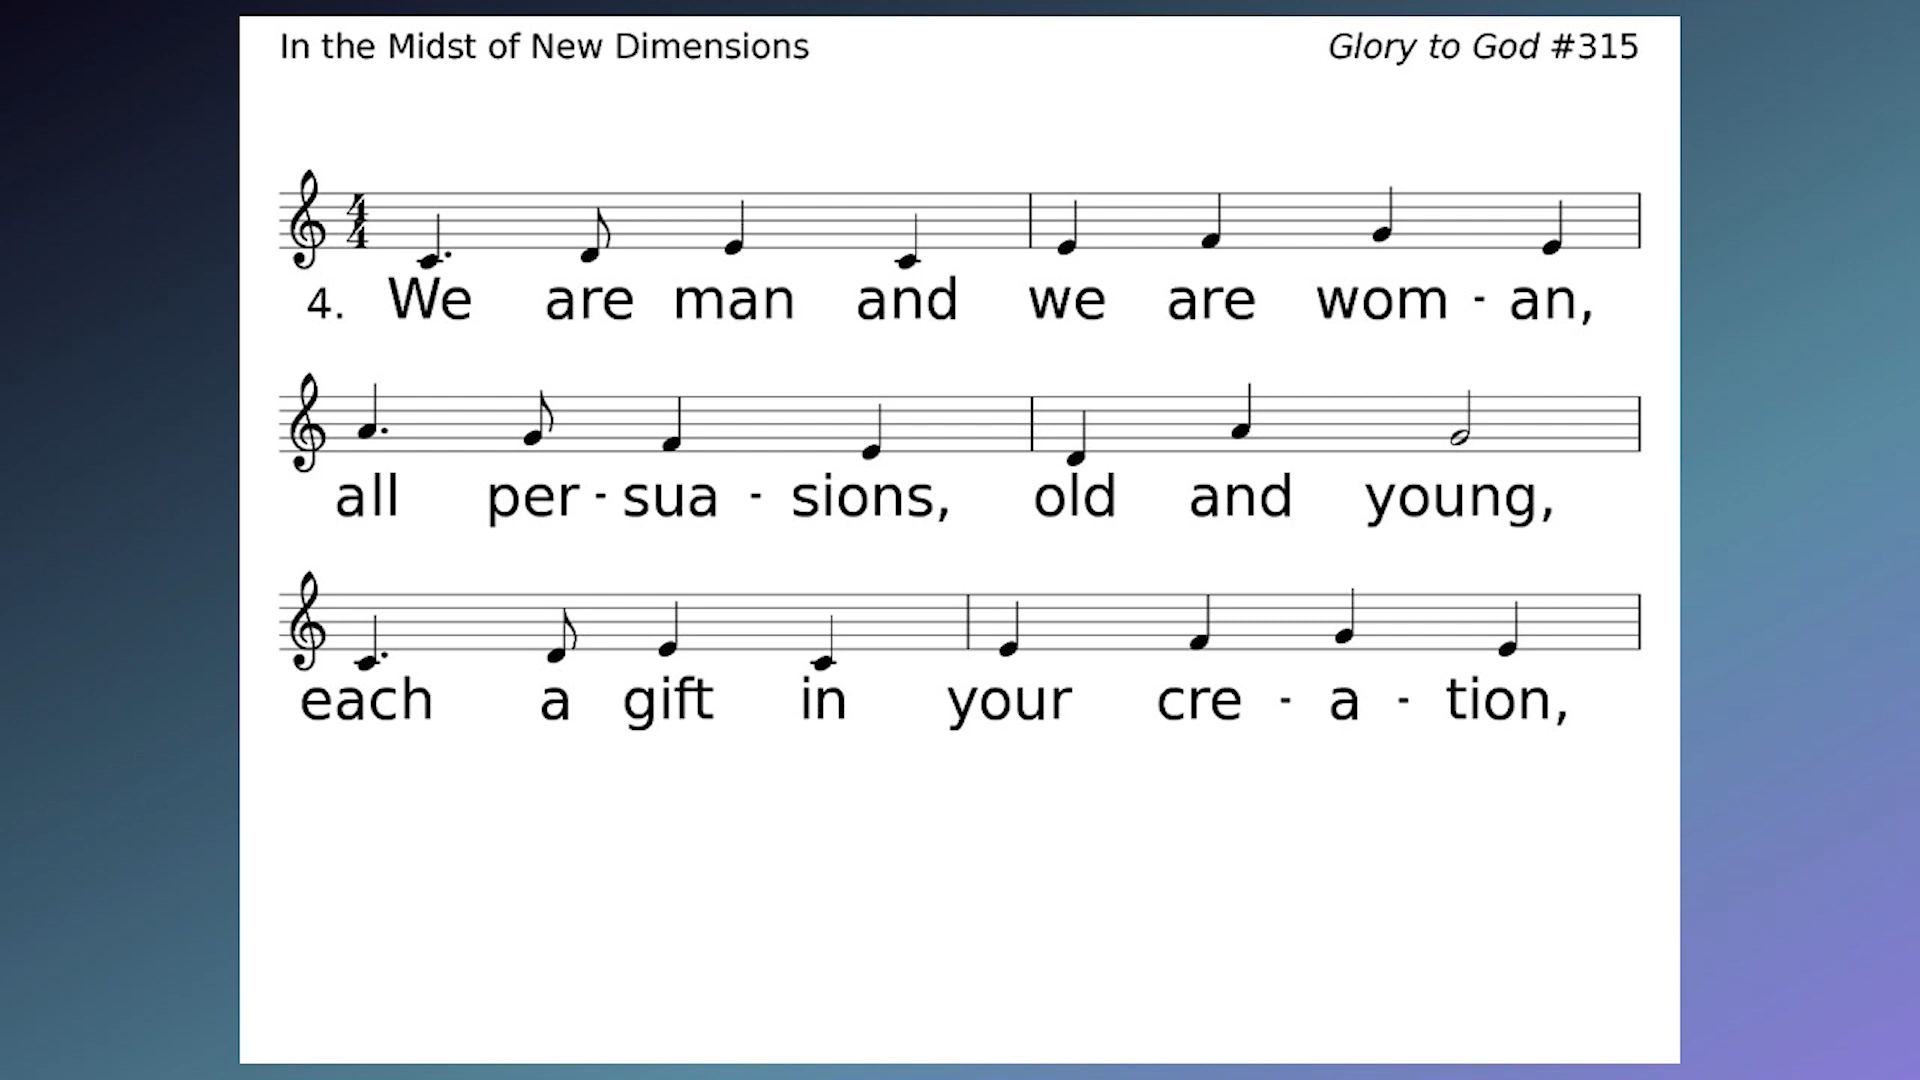 In the Midst of New Dimensions
Glory to God #315
4. We are man and we are wom - an,
all per - sua - sions, old and young,
each a gift in your cre - a - tion,